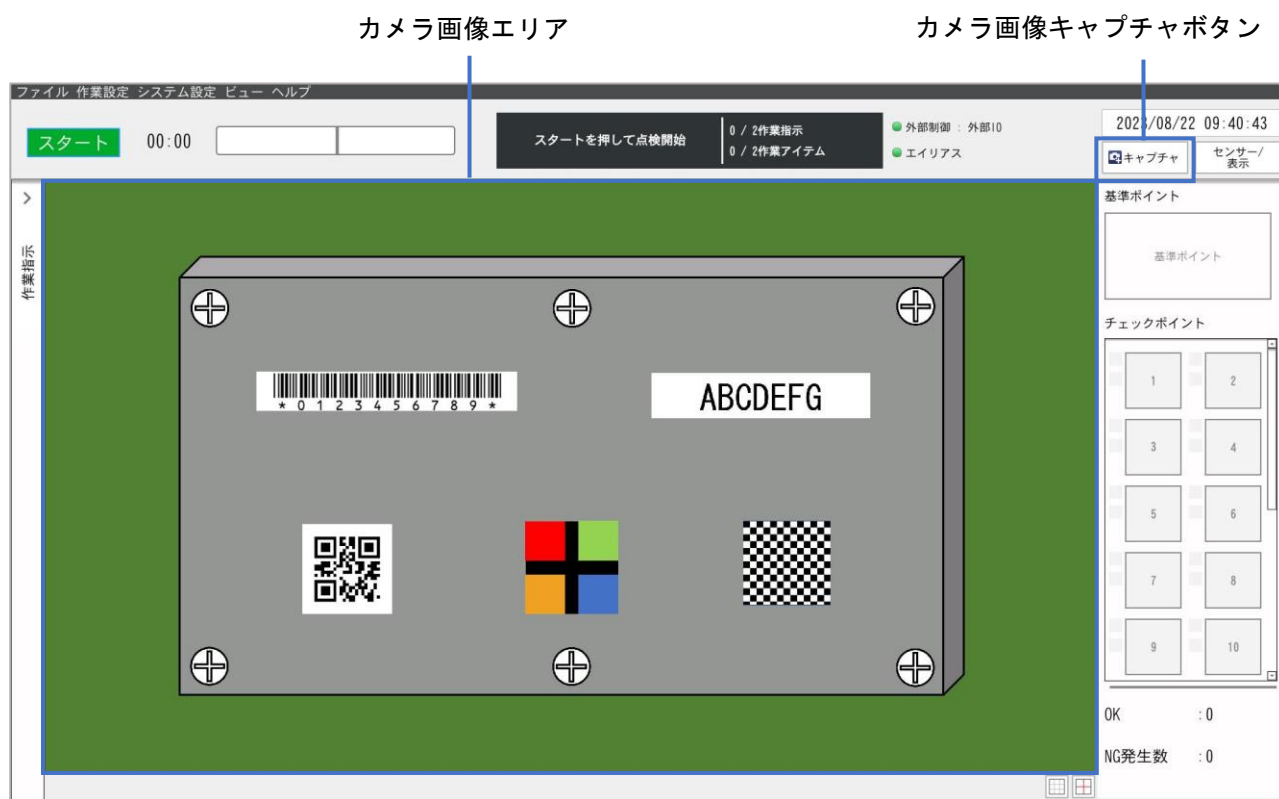 カメラ画像エリア
カメラ画像キャプチャボタン
ファイル 作業設定 システム設定 ビュー ヘルプ
スタート
00:00
スタートを押して点検開始
0 / 2作業指示
0 / 2作業アイテム
外部制御 : 外部IO
エイリアス
2023/08/22 09:40:43
キャプチャ
センサー/
表示
>
作業指示
基準ポイント
基準ポイント
チェックポイント
1 2
3 4
5 6
7 8
9 10
* 0 1 2 3 4 5 6 7 8 9 *
ABCDEFG
OK :0
NG発生数 :0